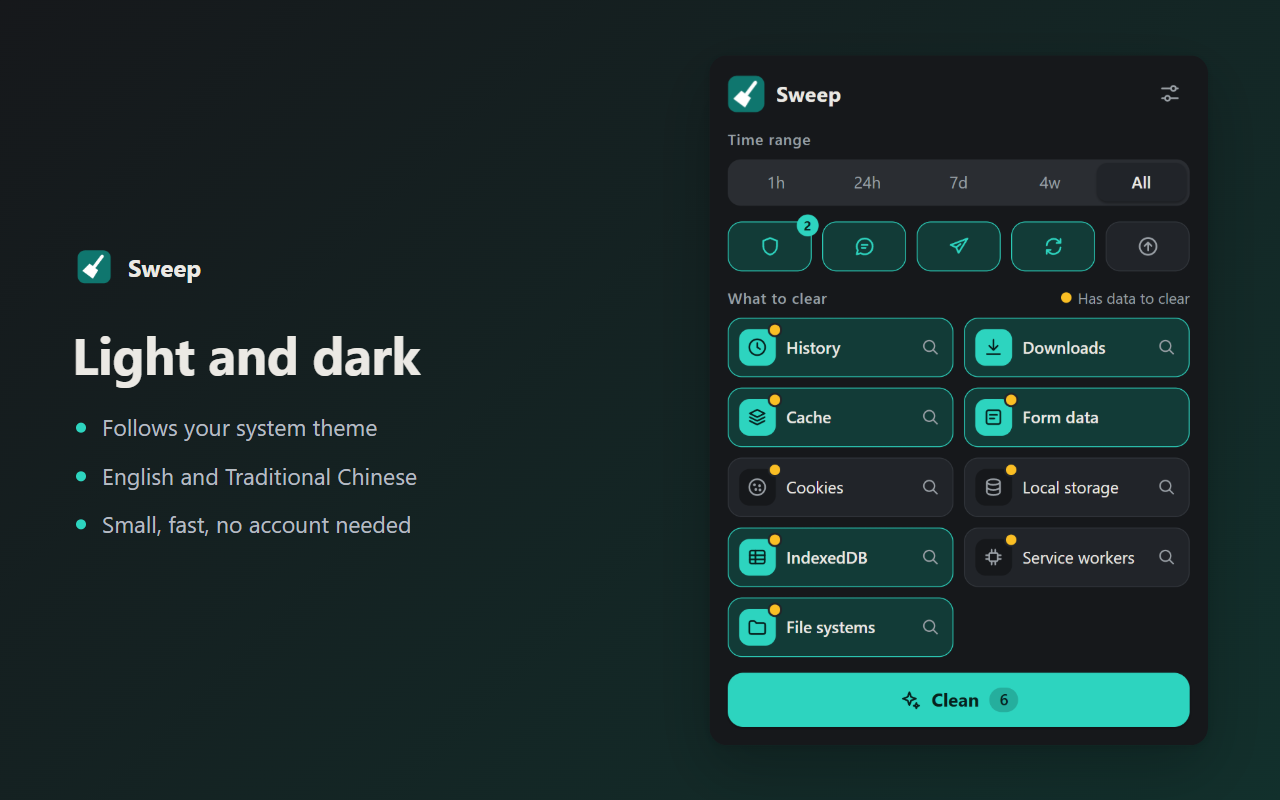 Sweep
Light and dark
Follows your system theme
English and Traditional Chinese
Small, fast, no account needed
Sweep
Time range
1h 24h 7d 4w All
2
What to clear Has data to clear
History Downloads
Cache Form data
Cookies Local storage
IndexedDB Service workers
File systems
Clean 6